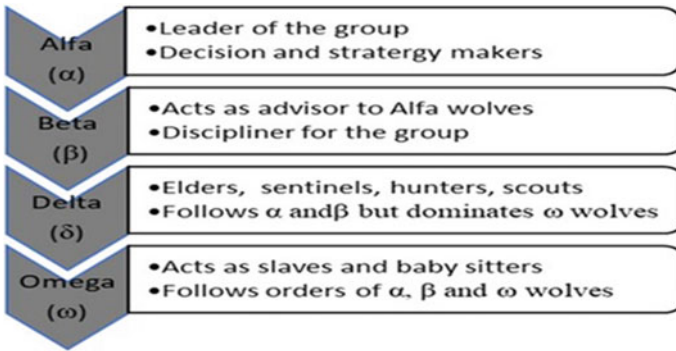 Alfa
(α)
•Leader of the group
•Decision and stratergy makers
Beta
(β)
•Acts as advisor to Alfa wolves
•Discipliner for the group
Delta
(δ)
•Elders, sentinels, hunters, scouts
•Follows α andβ but dominates ω wolves
Omega
(ω)
•Acts as slaves and baby sitters
•Follows orders of α, β and ω wolves